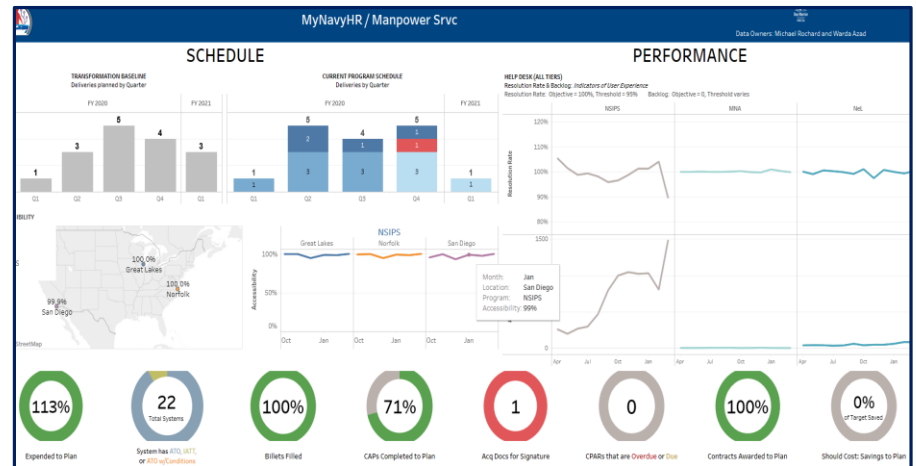 MyNavyHR / Manpower Srvc
Data Owners: Michael Rochard and Warda Azad
SCHEDULE
PERFORMANCE
TRANSFORMATION BASELINE
Deliveries planned by Quarter
FY 2020 FY 2021
1 3 5 4 3
Q1 Q2 Q3 Q4 Q1
CURRENT PROGRAM SCHEDULE
Deliveries by Quarter
FY 2020 FY 2021
1 5 4 5 1
2 1 1
1
1 3 3 3 1
Q1 Q2 Q3 Q4 Q1
HELP DESK (ALL TIERS)
Resolution Rate & Backlog: Indicators of User Experience
Resolution Rate: Objective = 100%, Threshold = 95% Backlog: Objective = 0, Threshold varies
NSIPS MNA NeL
120%
110%
100%
90%
80%
Resolution Rate
1500
0
Apr Jul Oct Jan Apr Jul Oct Jan Apr Jul Oct Jan
IBILITY
S
100.0%
Great Lakes
100.0%
Norfolk
99.9%
San Diego
StreetMap
NSIPS
Great Lakes Norfolk San Diego
100%
50%
0%
Accessibility
Oct Jan Oct Jan Oct Jan
Month: Jan
Location: San Diego
Program: NSIPS
Accessibility: 99%
113%
Expended to Plan
22
Total Systems
System has ATO, IATT,
or ATO w/Conditions
100%
Billets Filled
71%
CAPs Completed to Plan
1
Acq Docs for Signature
0
CPARs that are Overdue or Due
100%
Contracts Awarded to Plan
0%
of Target Saved
Should Cost: Savings to Plan